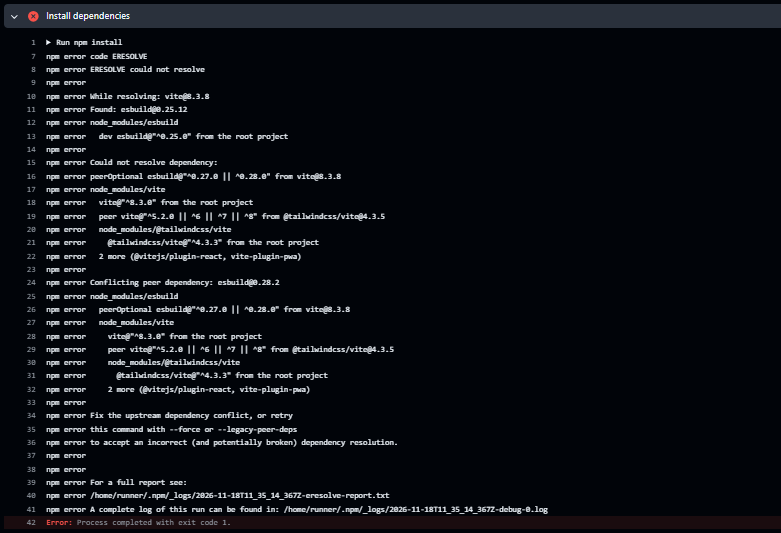 Install dependencies
1 ▶ Run npm install
7 npm error code ERESOLVE
8 npm error ERESOLVE could not resolve
9 npm error
10 npm error While resolving: vite@8.3.8
11 npm error Found: esbuild@0.25.12
12 npm error node_modules/esbuild
13 npm error   dev esbuild@"^0.25.0" from the root project
14 npm error
15 npm error Could not resolve dependency:
16 npm error peerOptional esbuild@"^0.27.0 || ^0.28.0" from vite@8.3.8
17 npm error node_modules/vite
18 npm error   vite@"^8.3.0" from the root project
19 npm error   peer vite@"^5.2.0 || ^6 || ^7 || ^8" from @tailwindcss/vite@4.3.5
20 npm error   node_modules/@tailwindcss/vite
21 npm error     @tailwindcss/vite@"^4.3.3" from the root project
22 npm error   2 more (@vitejs/plugin-react, vite-plugin-pwa)
23 npm error
24 npm error Conflicting peer dependency: esbuild@0.28.2
25 npm error node_modules/esbuild
26 npm error   peerOptional esbuild@"^0.27.0 || ^0.28.0" from vite@8.3.8
27 npm error   node_modules/vite
28 npm error     vite@"^8.3.0" from the root project
29 npm error     peer vite@"^5.2.0 || ^6 || ^7 || ^8" from @tailwindcss/vite@4.3.5
30 npm error     node_modules/@tailwindcss/vite
31 npm error       @tailwindcss/vite@"^4.3.3" from the root project
32 npm error     2 more (@vitejs/plugin-react, vite-plugin-pwa)
33 npm error
34 npm error Fix the upstream dependency conflict, or retry
35 npm error this command with --force or --legacy-peer-deps
36 npm error to accept an incorrect (and potentially broken) dependency resolution.
37 npm error
38 npm error
39 npm error For a full report see:
40 npm error /home/runner/.npm/_logs/2026-11-18T11_35_14_367Z-eresolve-report.txt
41 npm error A complete log of this run can be found in: /home/runner/.npm/_logs/2026-11-18T11_35_14_367Z-debug-0.log
42 Error: Process completed with exit code 1.